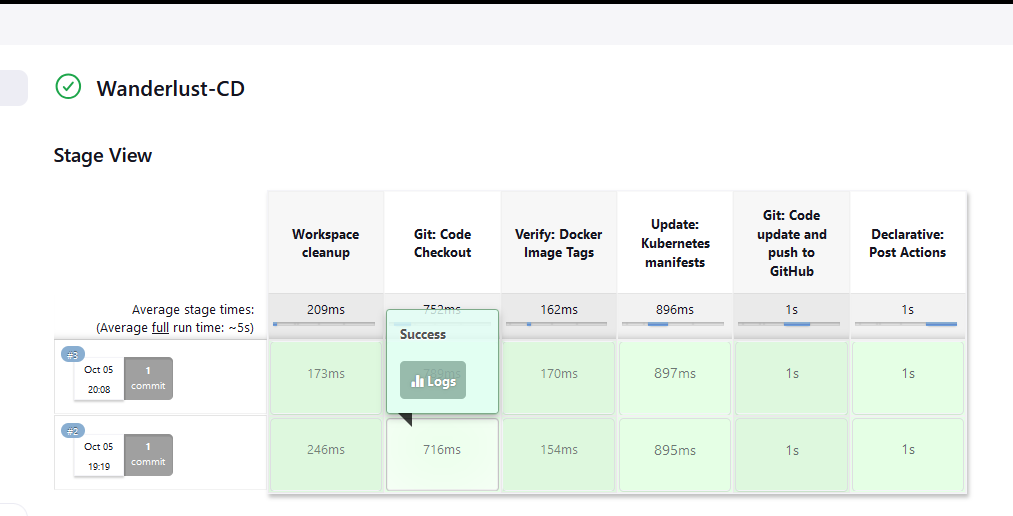 Wanderlust-CD
Stage View
Workspace
cleanup
Git: Code
Checkout
Verify: Docker
Image Tags
Update:
Kubernetes
manifests
Git: Code
update and
push to
GitHub
Declarative:
Post Actions
Average stage times:
(Average full run time: ~5s)
209ms
752ms
162ms
896ms
1s
1s
Success
Logs
#3
Oct 05
20:08
1
commit
173ms
170ms
897ms
1s
1s
#2
Oct 05
19:19
1
commit
246ms
716ms
154ms
895ms
1s
1s